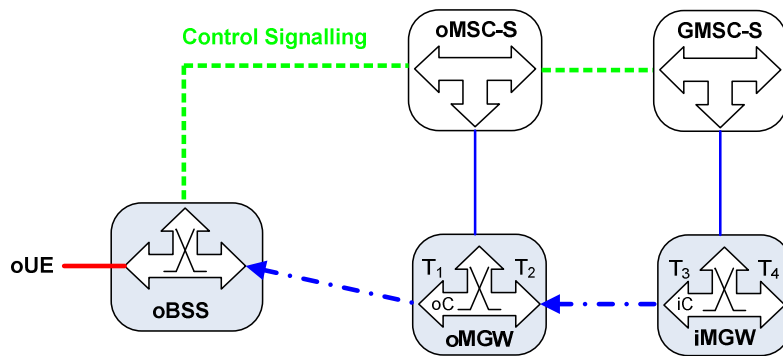 Control Signalling
oMSC-S
GMSC-S
oUE
oBSS
T1
T2
oC
oMGW
T3
T4
iC
iMGW